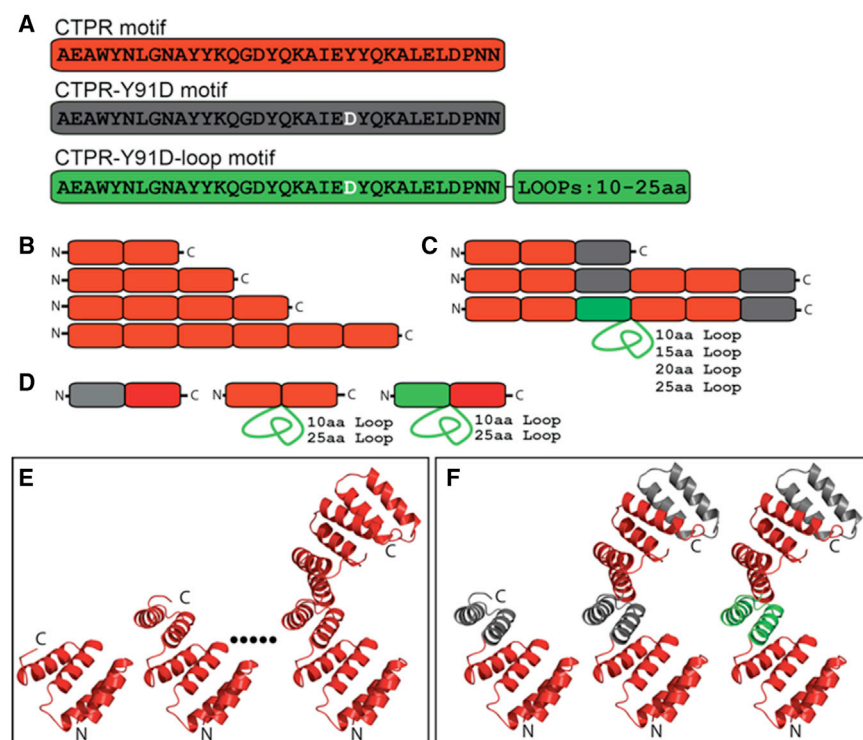 A
CTPR motif
AEAWYNLGNAYYKQGDYQKAIEYYQKALELDPNN
CTPR-Y91D motif
AEAWYNLGNAYYKQGDYQKAIEDYQKALELDPNN
CTPR-Y91D-loop motif
AEAWYNLGNAYYKQGDYQKAIEDYQKALELDPNN LOOPs:10-25aa
B
N C
N C
N C
N C
C
N C
N C
N C
10aa Loop
15aa Loop
20aa Loop
25aa Loop
D
N C
N C
10aa Loop
25aa Loop
N C
10aa Loop
25aa Loop
E
C
C
C
N
N
N
F
C
C
C
N
N
N